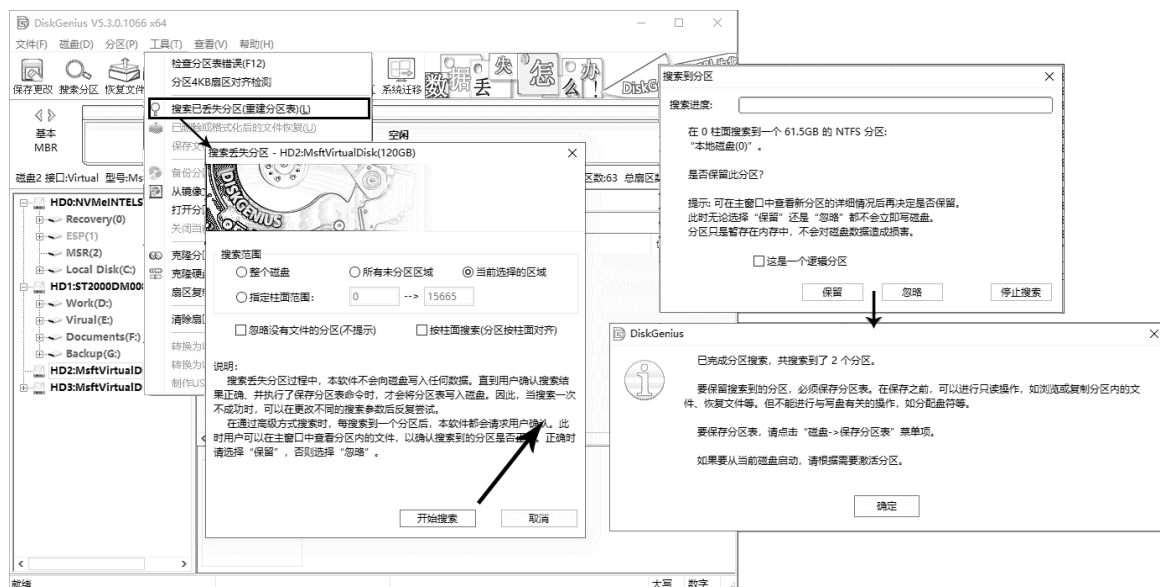 DiskGenius V5.3.0.1066 x64
文件(F) 磁盘(D) 分区(P) 工具(T) 查看(V) 帮助(H)
保存更改 搜索分区 恢复文件
系统迁移
数据丢失怎么办
DiskGe
检查分区表错误(F12)
分区4KB扇区对齐检测
搜索已丢失分区(重建分区表)(L)
已删除或格式化后的文件恢复(U)
保存文
备份分
从镜像
打开分
关闭当
克隆分
克隆硬
扇区复
清除扇
转换为
转换为
制作US
基本
MBR
空闲
磁盘2 接口:Virtual 型号:Ms
区数:63 总扇区数
HD0:NVMeINTELS
Recovery(0)
ESP(1)
MSR(2)
Local Disk(C:)
HD1:ST2000DM00
Work(D:)
Virual(E:)
Documents(F:)
Backup(G:)
HD2:MsftVirtualD
HD3:MsftVirtualD
就绪
大写 数字
搜索丢失分区 - HD2:MsftVirtualDisk(120GB)
DISKGENIUS
搜索范围
整个磁盘 所有未分区区域 当前选择的区域
指定柱面范围: 0 --> 15665
忽略没有文件的分区(不提示) 按柱面搜索(分区按柱面对齐)
说明:
搜索丢失分区过程中，本软件不会向磁盘写入任何数据。直到用户确认搜索结
果正确、并执行了保存分区表命令时，才会将分区表写入磁盘。因此，当搜索一次
不成功时，可以在更改不同的搜索参数后反复尝试。
在通过高级方式搜索时，每搜索到一个分区后，本软件都会请求用户确认。此
时用户可以在主窗口中查看分区内的文件，以确认搜索到的分区是否正确。正确时
请选择“保留”，否则选择“忽略”。
开始搜索 取消
搜索到分区
搜索进度:
在 0 柱面搜索到一个 61.5GB 的 NTFS 分区:
“本地磁盘(0)”。
是否保留此分区?
提示: 可在主窗口中查看新分区的详细情况后再决定是否保留。
此时无论选择“保留”还是“忽略”都不会立即写磁盘。
分区只是暂存在内存中，不会对磁盘数据造成损害。
这是一个逻辑分区
保留 忽略 停止搜索
DiskGenius
已完成分区搜索，共搜索到了 2 个分区。
要保留搜索到的分区，必须保存分区表。在保存之前，可以进行只读操作，如浏览或复制分区内的文
件、恢复文件等。但不能进行与写盘有关的操作，如分配盘符等。
要保存分区表，请点击“磁盘->保存分区表”菜单项。
如果要从当前磁盘启动，请根据需要激活分区。
确定